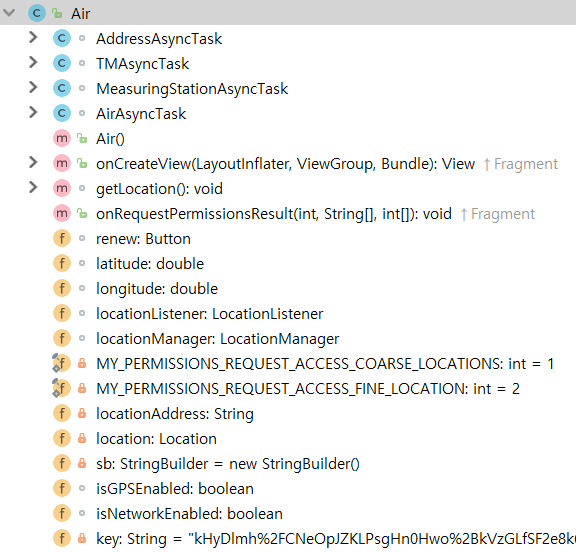 Air
AddressAsyncTask
TMAsyncTask
MeasuringStationAsyncTask
AirAsyncTask
Air()
onCreateView(LayoutInflater, ViewGroup, Bundle): View ↑Fragment
getLocation(): void
onRequestPermissionsResult(int, String[], int[]): void ↑Fragment
renew: Button
latitude: double
longitude: double
locationListener: LocationListener
locationManager: LocationManager
MY_PERMISSIONS_REQUEST_ACCESS_COARSE_LOCATIONS: int = 1
MY_PERMISSIONS_REQUEST_ACCESS_FINE_LOCATION: int = 2
locationAddress: String
location: Location
sb: StringBuilder = new StringBuilder()
isGPSEnabled: boolean
isNetworkEnabled: boolean
key: String = "kHyDlmh%2FCNeOpJZKLPsgHn0Hwo%2BkVzGLfSF2e8k